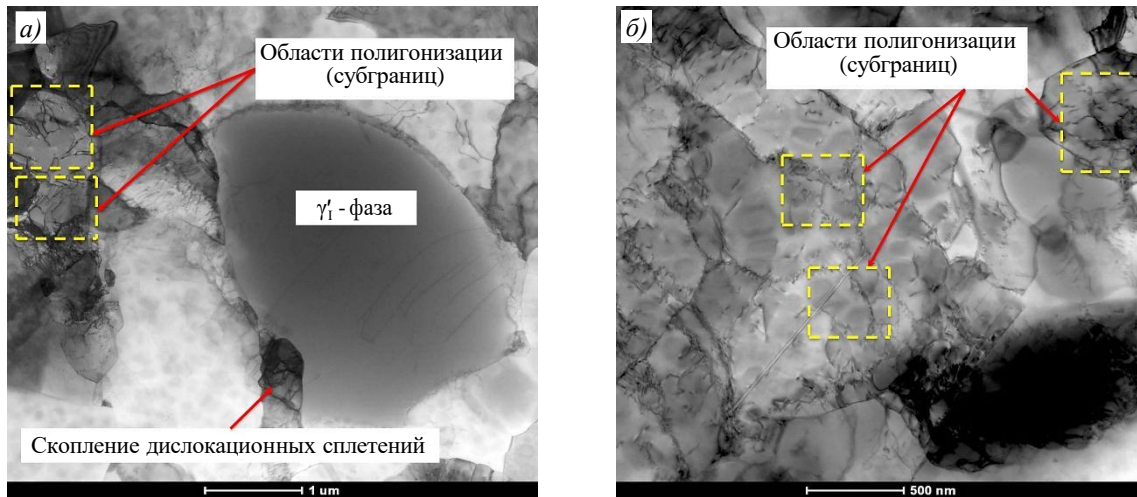 а)
Области полигонизации
(субграниц)
γ′I - фаза
Скопление дислокационных сплетений
1 um
б)
Области полигонизации
(субграниц)
500 nm